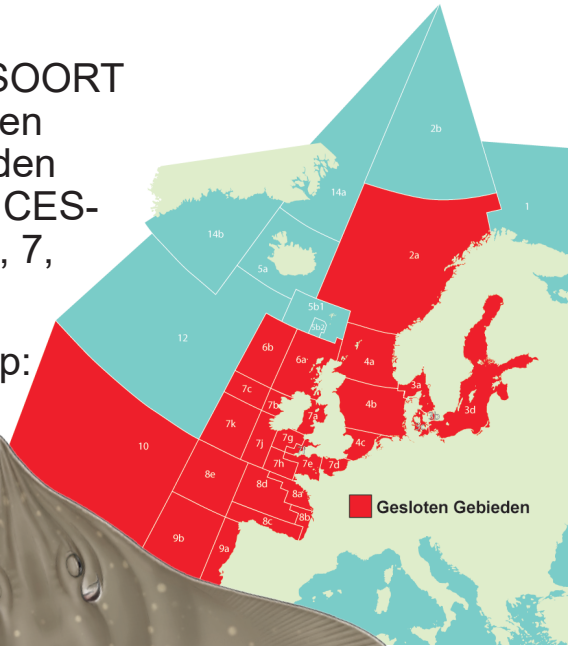 SOORT
en
den
CES-
, 7,
p:
2b
1
14a
14b
2a
5a
5b1
5b2
12
6b
6a
4a
7c
7b
7a
4b
3a
3b
3d
10
7k
7j
7g
4c
7h
7e
7d
8e
8d
8a
8b
8c
9b
9a
Gesloten Gebieden